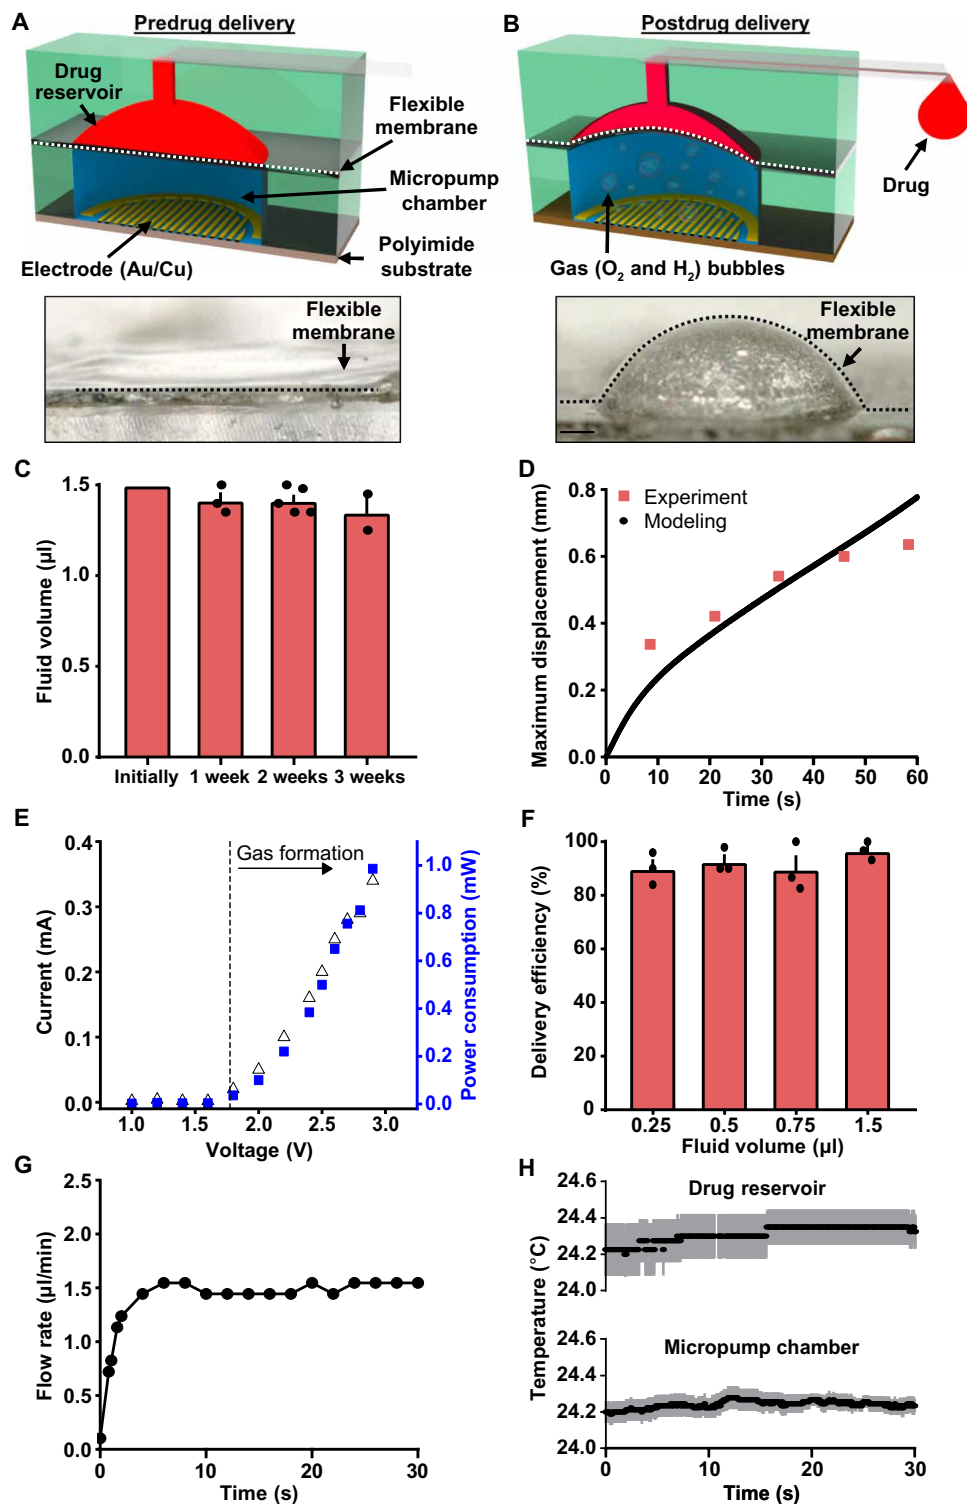 A
Predrug delivery
Drug
reservoir
Flexible
membrane
Micropump
chamber
Electrode (Au/Cu)
Polyimide
substrate
Flexible
membrane
B
Postdrug delivery
Drug
Gas (O₂ and H₂) bubbles
Flexible
membrane
C
Fluid volume (µl)
1.5
1.0
0.5
0.0
Initially 1 week 2 weeks 3 weeks
D
Maximum displacement (mm)
0.8
0.6
0.4
0.2
0.0
Experiment
Modeling
0 10 20 30 40 50 60
Time (s)
E
Current (mA)
0.4
0.3
0.2
0.1
0.0
Gas formation
1.0
0.8
0.6
0.4
0.2
0.0
Power consumption (mW)
1.0 1.5 2.0 2.5 3.0
Voltage (V)
F
Delivery efficiency (%)
100
80
60
40
20
0
0.25 0.5 0.75 1.5
Fluid volume (µl)
G
Flow rate (µl/min)
2.5
2.0
1.5
1.0
0.5
0.0
0 10 20 30
Time (s)
H
Temperature (°C)
24.6
24.4
24.2
24.0
Drug reservoir
24.6
24.2
24.0
Micropump chamber
0 10 20 30
Time (s)